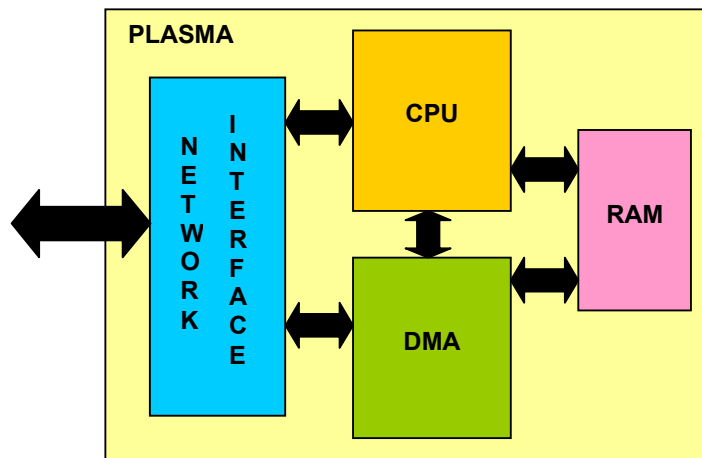 PLASMA
NETWORK
INTERFACE
CPU
RAM
DMA